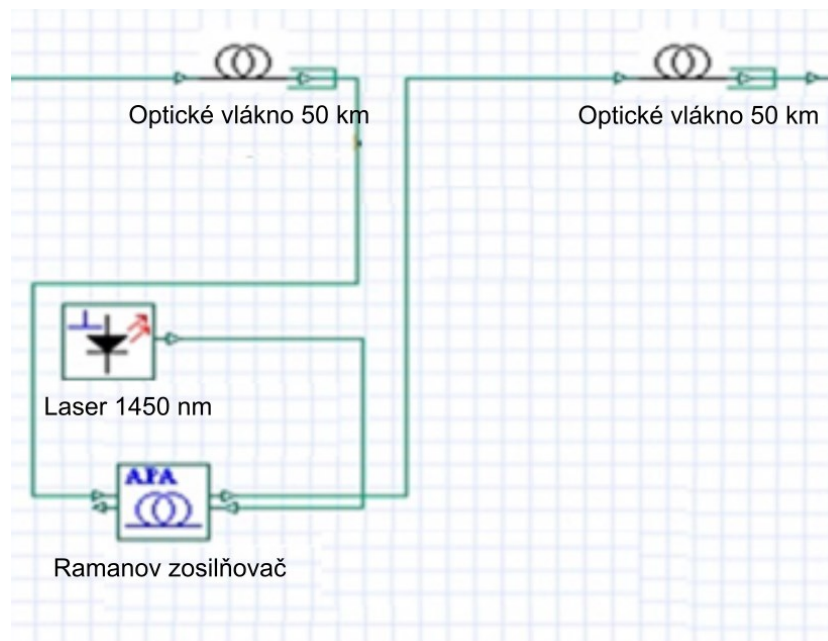 Optické vlákno 50 km
Optické vlákno 50 km
Laser 1450 nm
APA
Ramanov zosilňovač